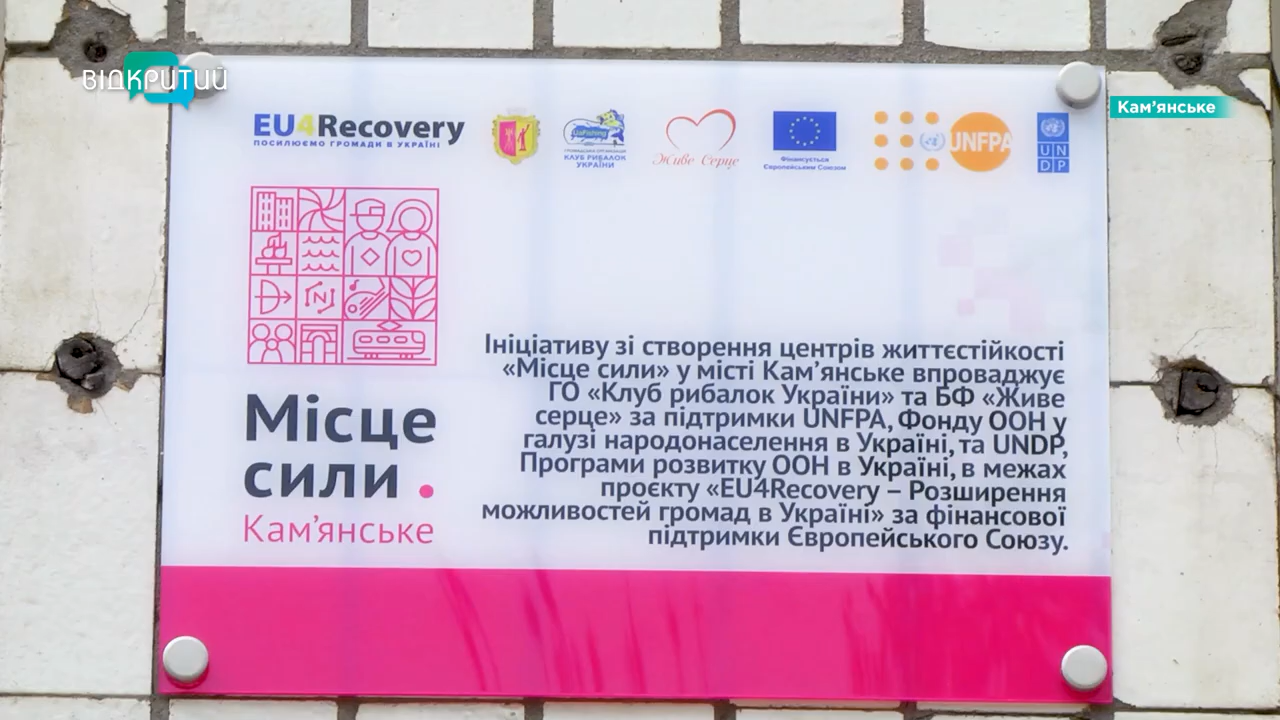 ВІДКРИТИЙ
Кам’янське
EU4Recovery
ПОСИЛЮЄМО ГРОМАДИ В УКРАЇНІ
UaFishing
ГРОМАДСЬКА ОРГАНІЗАЦІЯ
КЛУБ РИБАЛОК
УКРАЇНИ
Живе Серце
Фінансується
Європейським Союзом
UNFPA
U N
D P
Місце
сили .
Кам’янське
Ініціативу зі створення центрів життєстійкості
«Місце сили» у місті Кам’янське впроваджує
ГО «Клуб рибалок України» та БФ «Живе
серце» за підтримки UNFPA, Фонду ООН у
галузі народонаселення в Україні, та UNDP,
Програми розвитку ООН в Україні, в межах
проєкту «EU4Recovery – Розширення
можливостей громад в Україні» за фінансової
підтримки Європейського Союзу.